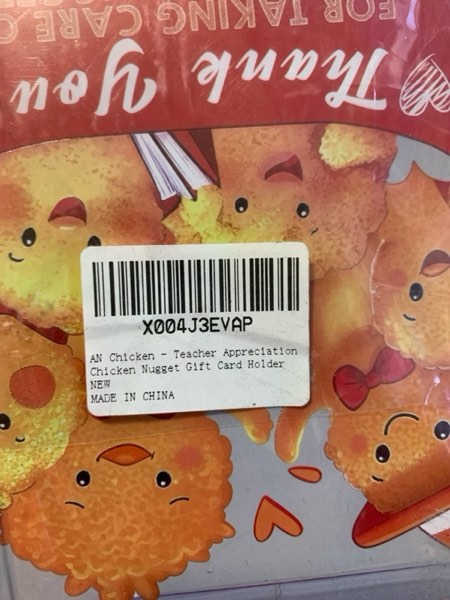 Thank You
FOR TAKING CARE
X004J3EVAP
AN Chicken - Teacher Appreciation
Chicken Nugget Gift Card Holder
NEW
MADE IN CHINA